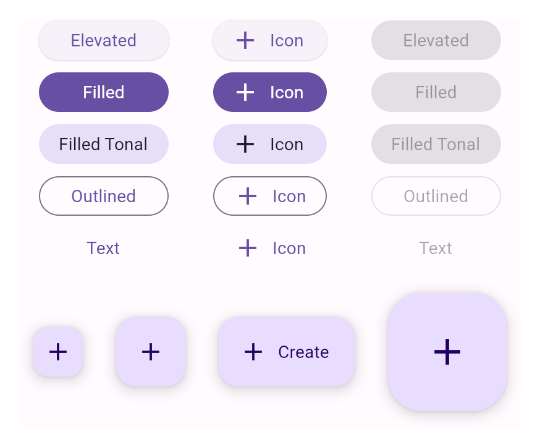 Elevated Icon Elevated
Filled Icon Filled
Filled Tonal Icon Filled Tonal
Outlined Icon Outlined
Text Icon Text
Create